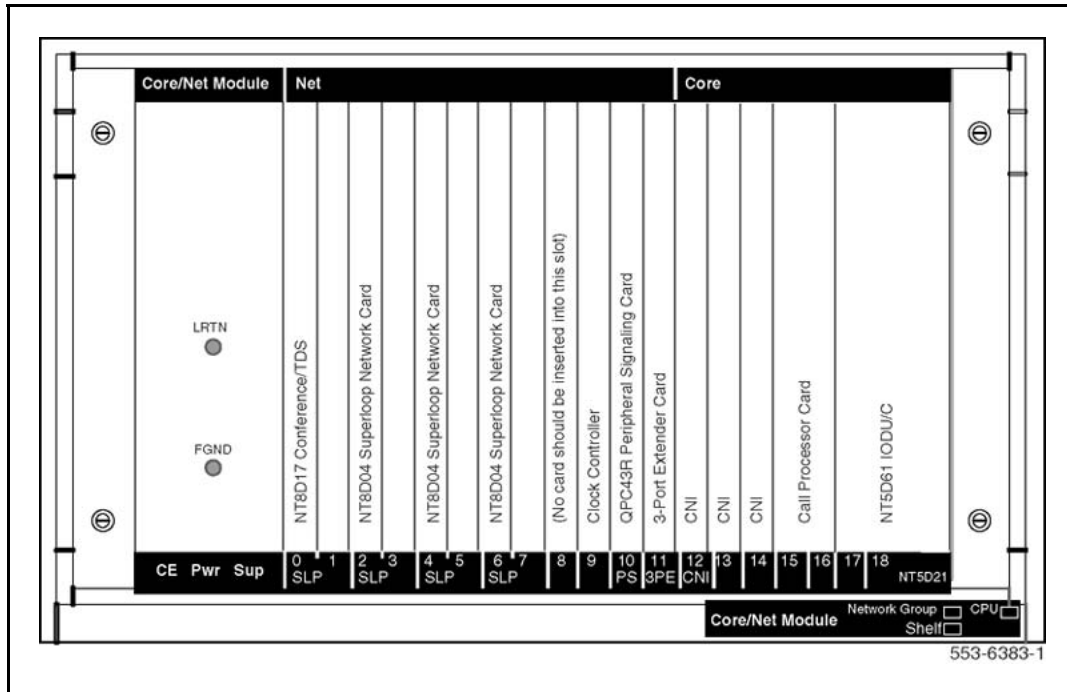 Core/Net Module
Net
Core
LRTN
FGND
NT8D17 Conference/TDS
NT8D04 Superloop Network Card
NT8D04 Superloop Network Card
NT8D04 Superloop Network Card
(No card should be inserted into this slot)
Clock Controller
QPC43R Peripheral Signaling Card
3-Port Extender Card
CNI
CNI
CNI
Call Processor Card
NT5D61 IODU/C
CE Pwr Sup
0 1 2 3 4 5 6 7 8 9 10 11 12 13 14 15 16 17 18
SLP SLP SLP SLP PS 3PE CNI NT5D21
Core/Net Module
Network Group
CPU
Shelf
553-6383-1